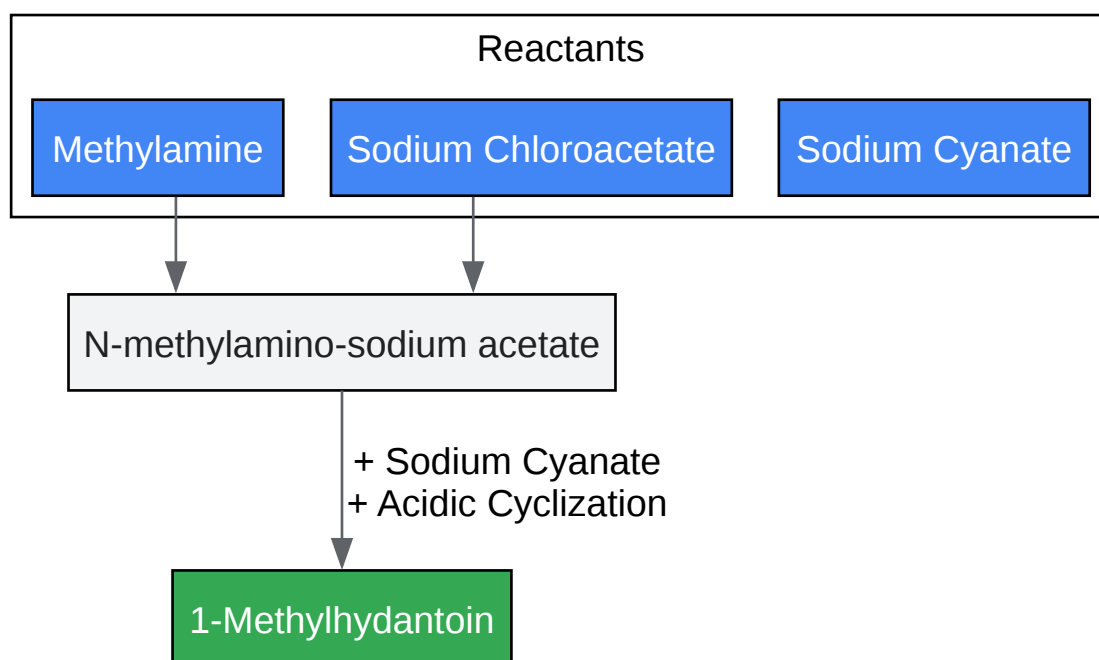 Reactants
Methylamine
Sodium Chloroacetate
Sodium Cyanate
N-methylamino-sodium acetate
+ Sodium Cyanate
+ Acidic Cyclization
1-Methylhydantoin